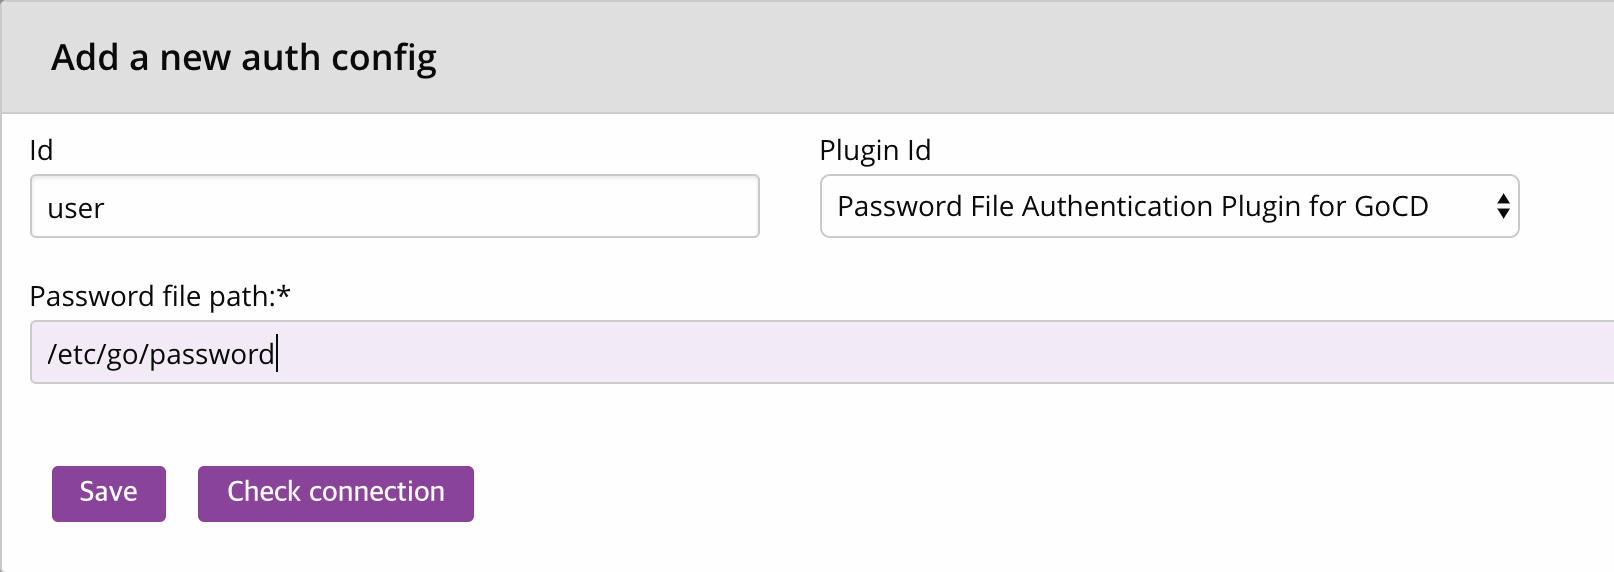 Add a new auth config
Id
Plugin Id
user
Password File Authentication Plugin for GoCD
Password file path:*
/etc/go/password
Save
Check connection